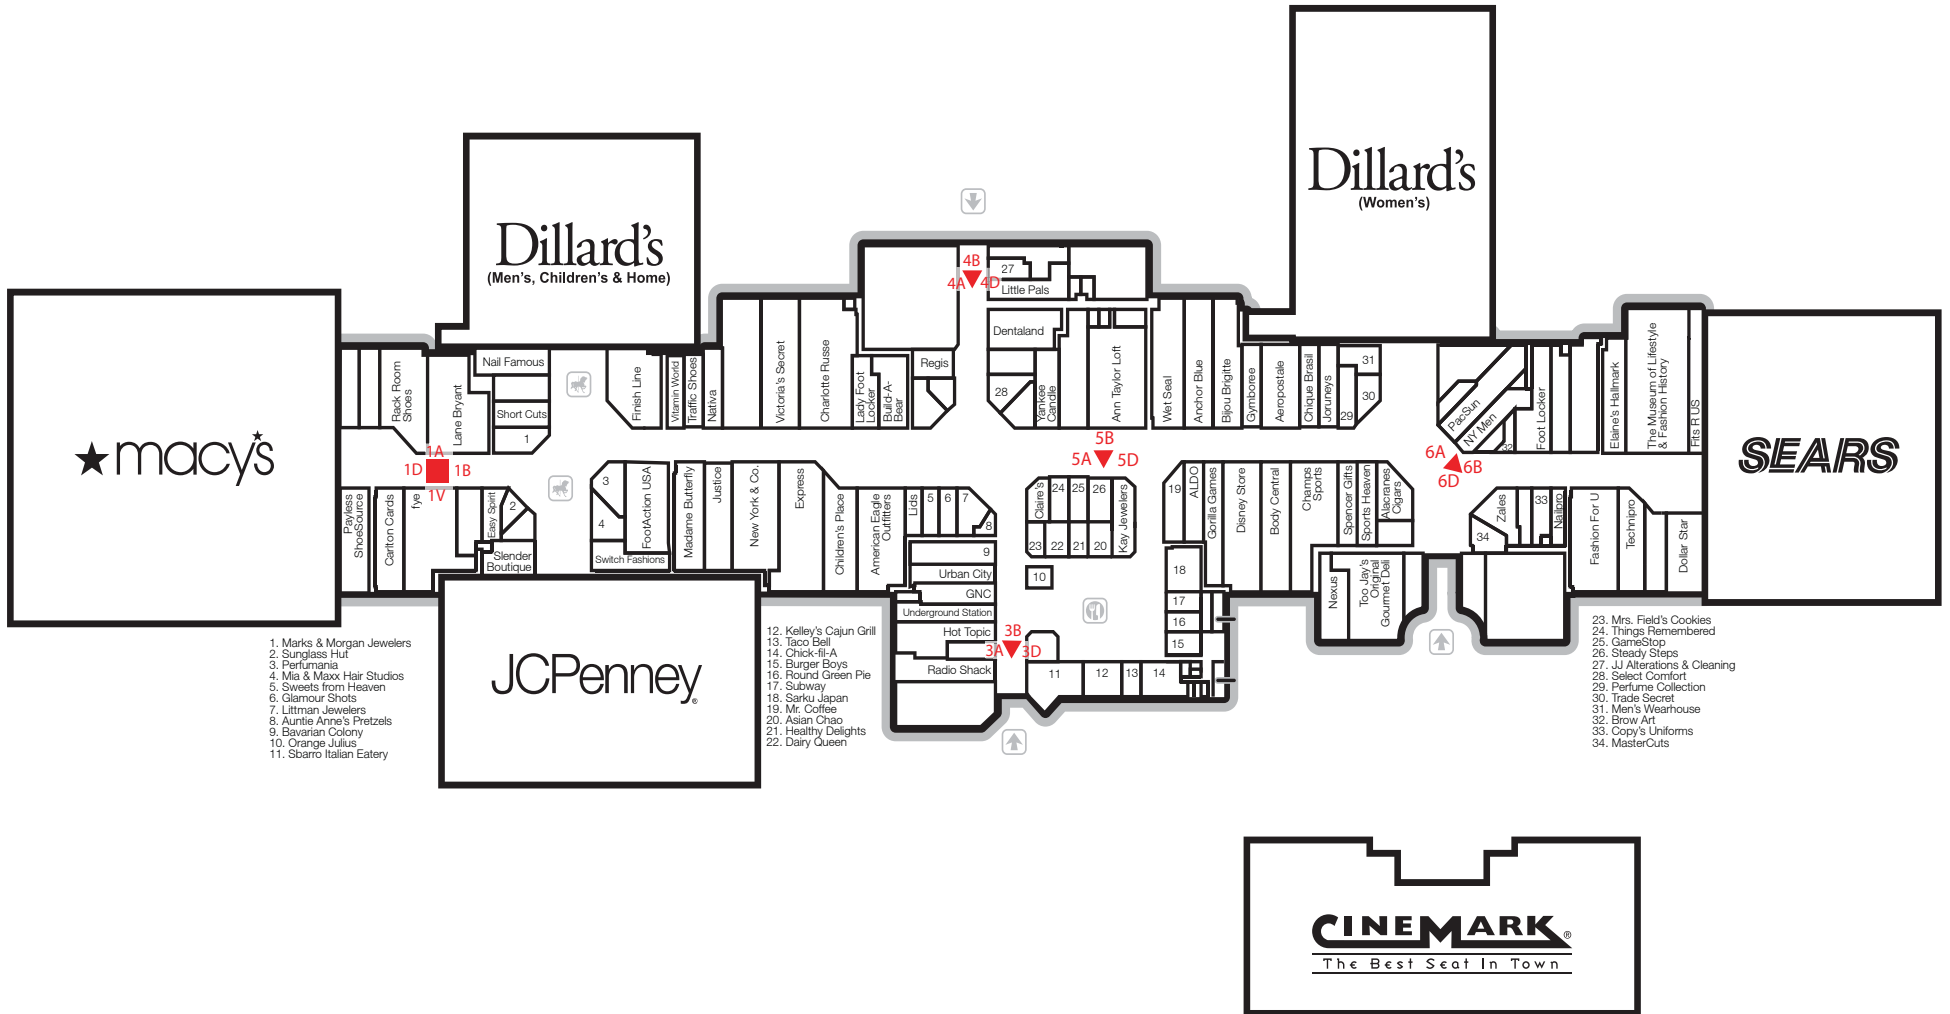 Dillard's
(Women's)
Dillard's
(Men's, Children's & Home)
macy's
SEARS
JCPenney
®
CINEMARK
®
The Best Seat In Town
4B
4A
4D
27
Little Pals
Dentaland
Regis
28
Yankee
Candle
Ann Taylor Loft
Rack Room
Shoes
Lane Bryant
Nail Famous
Short Cuts
1
Finish Line
Vitamin World
Traffic Shoes
Nativa
Victoria's Secret
Charlotte Russe
Lady Foot
Locker
Build-A-
Bear
Wet Seal
Anchor Blue
Bijou Brigitte
Gymboree
Aeropostale
Chique Brasil
Joruneys
29
31
30
PacSun
NY Men
32
Foot Locker
Elaine's Hallmark
The Museum of Lifestyle
& Fashion History
Fits R US
1A
1D
1B
1V
5B
5A
5D
6A
6B
6D
Payless
ShoeSource
Carlton Cards
fye
Easy Spirit
2
Slender
Boutique
3
4
FootAction USA
Switch Fashions
Madame Butterfly
Justice
New York & Co.
Express
Children's Place
American Eagle
Outfitters
Lids
5
6
7
8
9
Urban City
GNC
Underground Station
Hot Topic
Radio Shack
3B
3A
3D
Claire's
24
25
26
Kay Jewelers
23
22
21
20
10
11
12
13
14
19
ALDO
Gorilla Games
Disney Store
Body Central
Champs
Sports
Spencer Gifts
Sports Heaven
Alacranes
Cigars
18
17
16
15
Nexus
Too Jay's
Original
Gourmet Deli
Zales
34
33
Nailpro
Fashion For U
Technipro
Dollar Star
1. Marks & Morgan Jewelers
2. Sunglass Hut
3. Perfumania
4. Mia & Maxx Hair Studios
5. Sweets from Heaven
6. Glamour Shots
7. Littman Jewelers
8. Auntie Anne's Pretzels
9. Bavarian Colony
10. Orange Julius
11. Sbarro Italian Eatery
12. Kelley's Cajun Grill
13. Taco Bell
14. Chick-fil-A
15. Burger Boys
16. Round Green Pie
17. Subway
18. Sarku Japan
19. Mr. Coffee
20. Asian Chao
21. Healthy Delights
22. Dairy Queen
23. Mrs. Field's Cookies
24. Things Remembered
25. GameStop
26. Steady Steps
27. JJ Alterations & Cleaning
28. Select Comfort
29. Perfume Collection
30. Trade Secret
31. Men's Wearhouse
32. Brow Art
33. Copy's Uniforms
34. MasterCuts